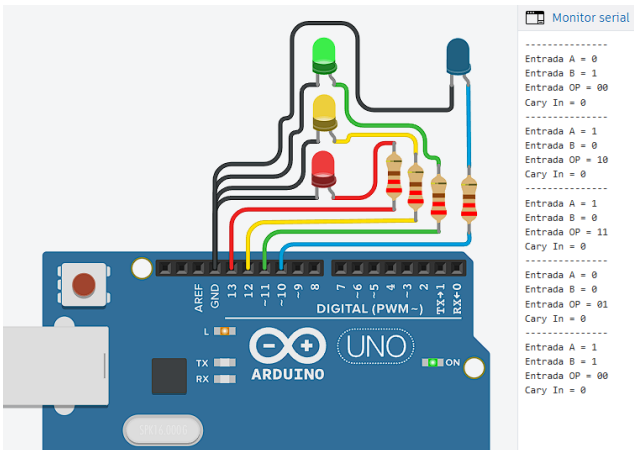 Monitor serial
---------------
Entrada A = 0
Entrada B = 1
Entrada OP = 00
Cary In = 0
---------------
Entrada A = 1
Entrada B = 0
Entrada OP = 10
Cary In = 0
---------------
Entrada A = 1
Entrada B = 0
Entrada OP = 11
Cary In = 0
---------------
Entrada A = 0
Entrada B = 0
Entrada OP = 01
Cary In = 0
---------------
Entrada A = 1
Entrada B = 1
Entrada OP = 00
Cary In = 0
AREF
GND
13
12
~11
~10
~9
8
7
~6
~5
4
~3
2
TX→1
RX←0
DIGITAL (PWM~)
L
TX
RX
ARDUINO
UNO
ON